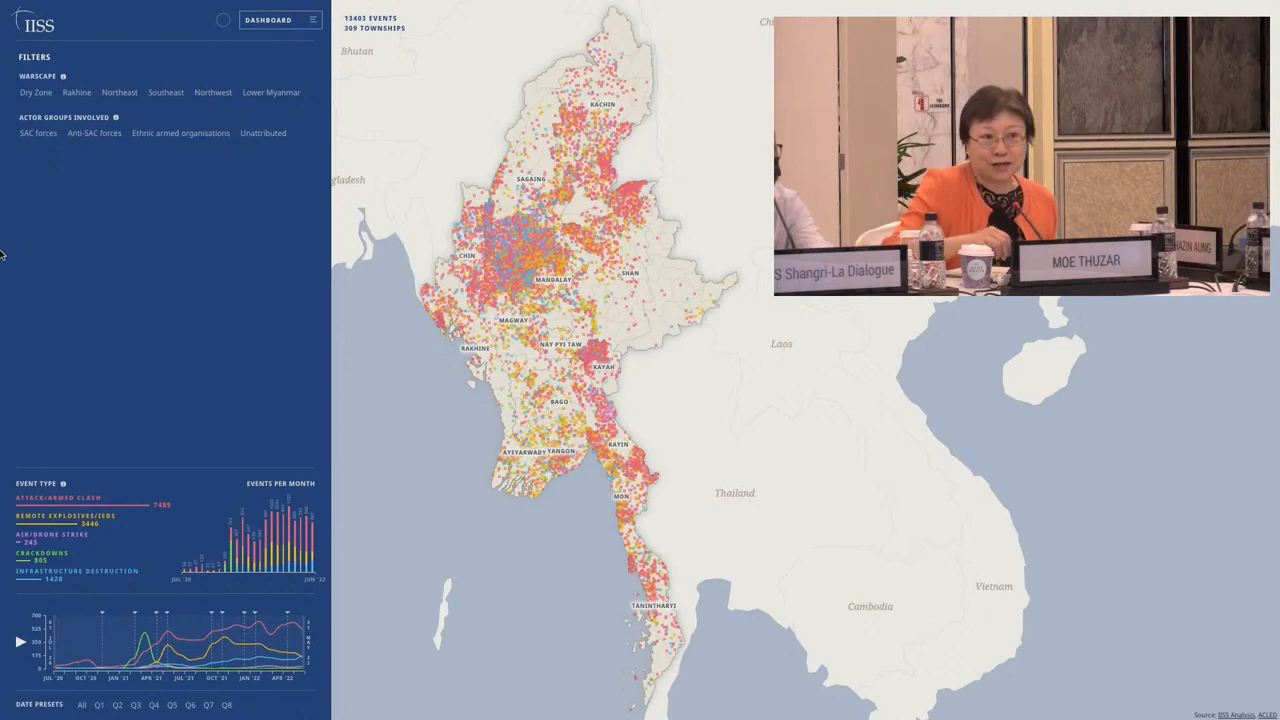 IISS
DASHBOARD
FILTERS
WARSCAPE
Dry Zone Rakhine Northeast Southeast Northwest Lower Myanmar
ACTOR GROUPS INVOLVED
SAC forces Anti-SAC forces Ethnic armed organisations Unattributed
EVENT TYPE
EVENTS PER MONTH
ATTACK/ARMED CLASH
7489
REMOTE EXPLOSIVES/IEDS
3446
AIR/DRONE STRIKE
243
CRACKDOWNS
805
INFRASTRUCTURE DESTRUCTION
1420
JUL '20 JUN '22
700
525
350
175
0
JUL '20 OCT '20 JAN '21 APR '21 JUL '21 OCT '21 JAN '22 APR '22
DATE PRESETS All Q1 Q2 Q3 Q4 Q5 Q6 Q7 Q8
13403 EVENTS
309 TOWNSHIPS
Bhutan
Chi
gladesh
KACHIN
SAGAING
CHIN
SHAN
MANDALAY
MAGWAY
NAY PYI TAW
RAKHINE
KAYAH
BAGO
KAYIN
AYEYARWADY YANGON
MON
TANINTHARYI
Laos
Thailand
Vietnam
Cambodia
S Shangri-La Dialogue
MOE THUZAR
HAZIN AUNG
Source: IISS Analysis, ACLED